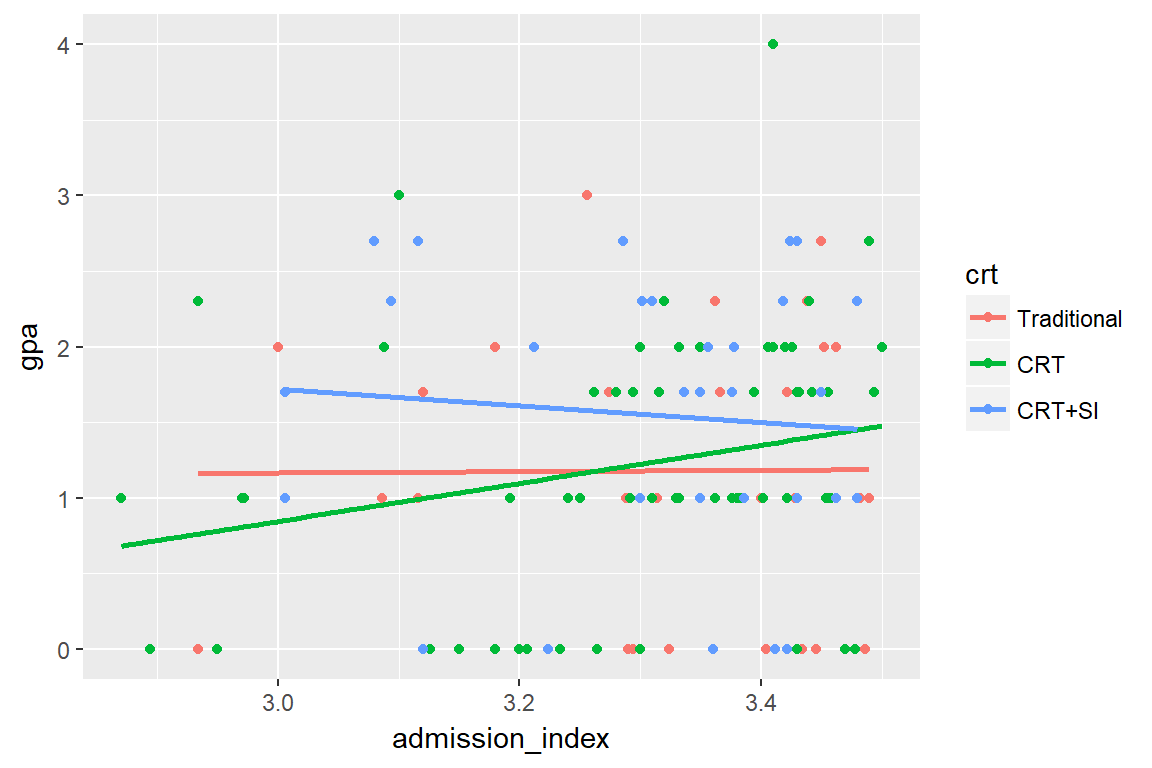 4
3
2
1
0
gpa
3.0
3.2
3.4
admission_index
crt
Traditional
CRT
CRT+SI